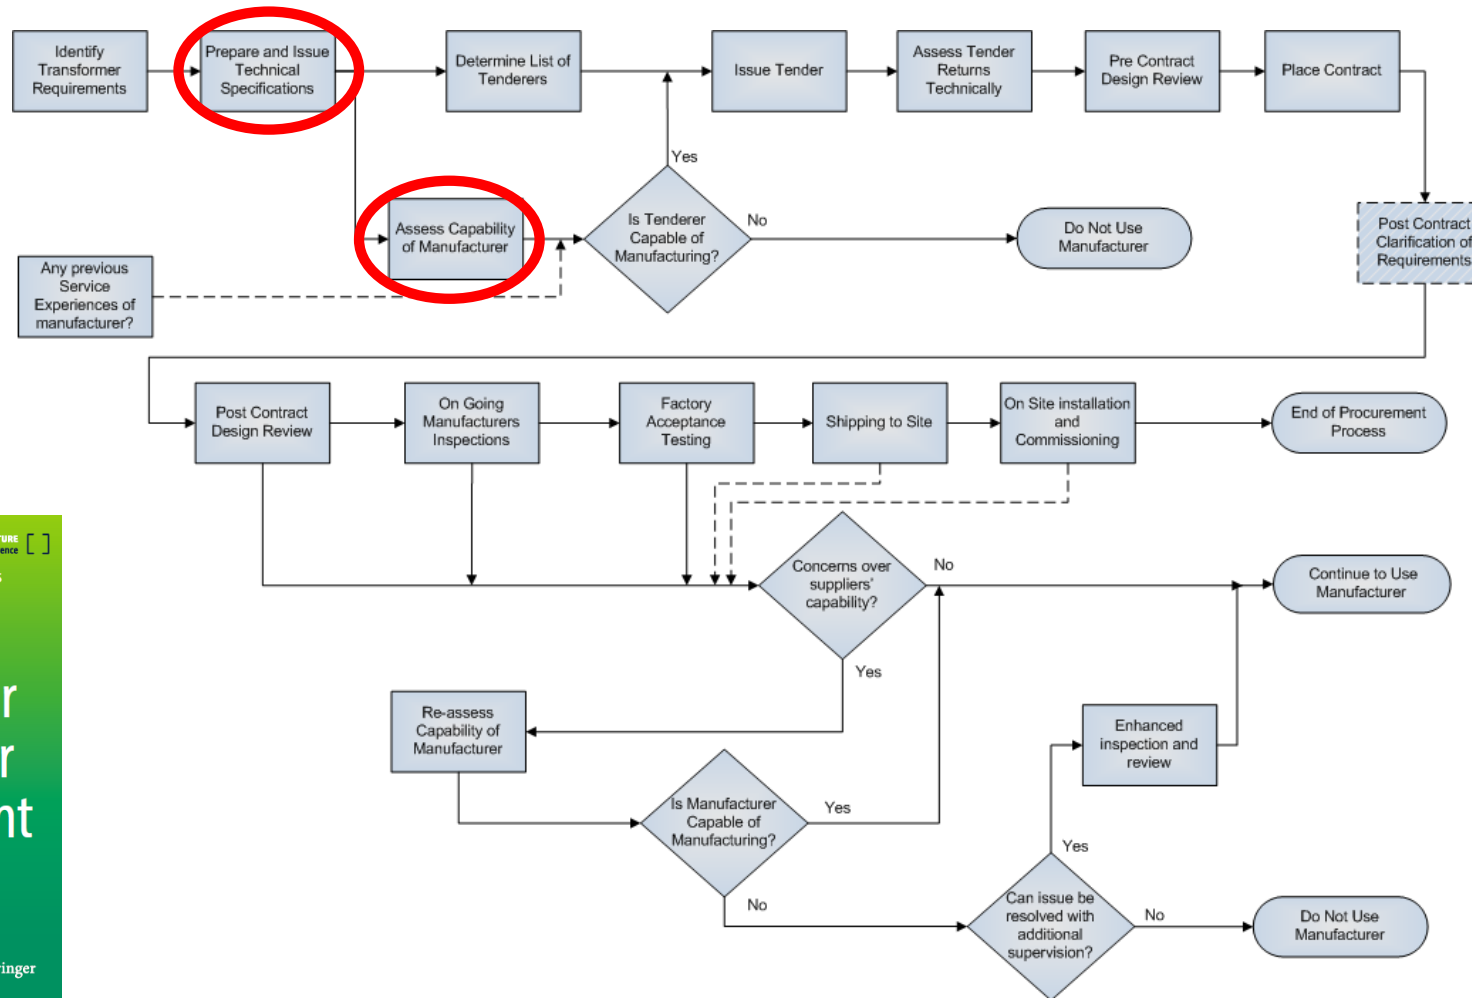 Identify
Transformer
Requirements
Prepare and Issue
Technical
Specifications
Determine List of
Tenderers
Issue Tender
Assess Tender
Returns
Technically
Pre Contract
Design Review
Place Contract
Yes
Assess Capability
of Manufacturer
Is Tenderer
Capable of
Manufacturing?
No
Do Not Use
Manufacturer
Post Contract
Clarification of
Requirements
Any previous
Service
Experiences of
manufacturer?
Post Contract
Design Review
On Going
Manufacturers
Inspections
Factory
Acceptance
Testing
Shipping to Site
On Site installation
and
Commissioning
End of Procurement
Process
Concerns over
suppliers'
capability?
No
Continue to Use
Manufacturer
Yes
Re-assess
Capability of
Manufacturer
Enhanced
inspection and
review
Is Manufacturer
Capable of
Manufacturing?
Yes
Yes
No
Can issue be
resolved with
additional
supervision?
No
Do Not Use
Manufacturer
TURE
ence
s
r
r
nt
ringer